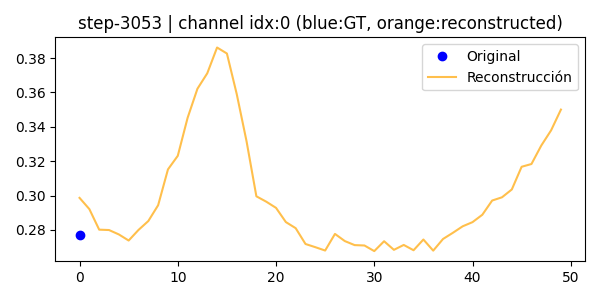 step-3053 | channel idx:0 (blue:GT, orange:reconstructed)
Original
Reconstrucción
0.38
0.36
0.34
0.32
0.30
0.28
0 10 20 30 40 50